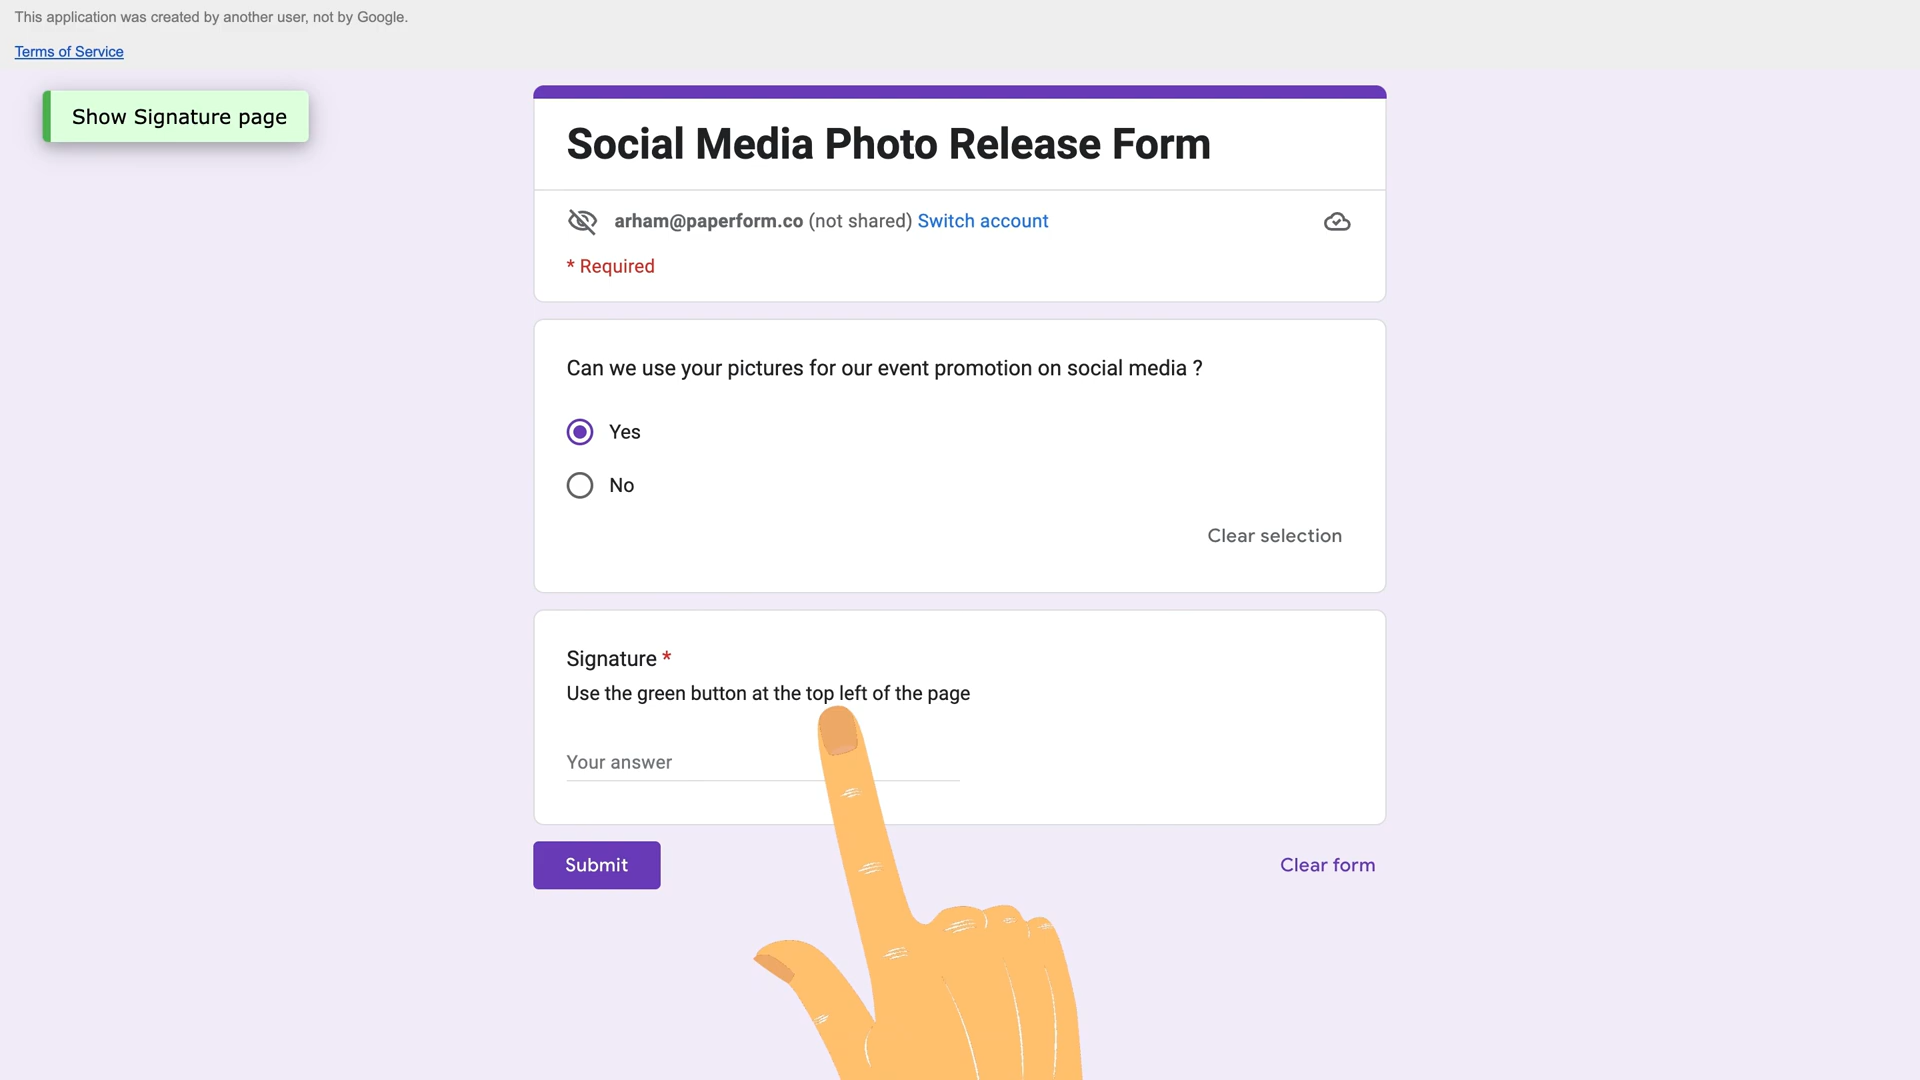 This application was created by another user, not by Google.
Terms of Service
Show Signature page
Social Media Photo Release Form
arham@paperform.co (not shared) Switch account
* Required
Can we use your pictures for our event promotion on social media ?
Yes
No
Clear selection
Signature *
Use the green button at the top left of the page
Your answer
Submit
Clear form